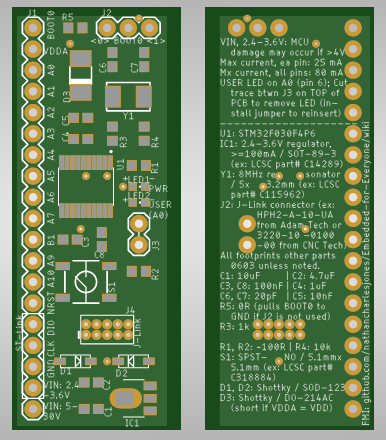 J1
BOOT0
R5
J2
<0> BOOT <1>
VDDA
A0
C6
C7
A1
D3
Y1
A2
A3
C5
C4
R3
R4
A4
U1
R1
A5
+LED1-
PWR
A6
+LED2-
USER
(A0)
A7
B1
C3
C8
J3
A9
A10
S1
R2
NRST
DIO
J4
J-Link
ST-Link
CLK
GND
D1
D2
VIN: 2,4
-3,6V
C2
VIN: 5-
30V
C1
IC1
VIN, 2.4-3.6V: MCU
damage may occur if >4V
Max current, ea pin: 25 mA
Mx current, all pins: 80 mA
USER LED on A0 (pin 6); Cut
trace btwn J3 on TOP of
PCB to remove LED (In-
stall jumper to reinsert)
U1: STM32F030F4P6
IC1: 2.4-3.6V regulator,
>=100mA / SOT-89-3
(ex: LCSC part C14289)
Y1: 8MHz re sonator
/ 5x 3.2mm (ex: LCSC
part C115962)
J2: J-Link connector (ex:
HPH2-A-10-UA
from Adam Tech or
3220-10-0100
-00 from CNC Tech)
All footprints other parts
0603 unless noted.
C1: 10uF | C2: 4.7uF
C3, C8: 100nF | C4: 1uF
C6, C7: 20pF | C5: 10nF
R5: 0R (pulls BOOT0 to
GND if J2 is not used)
R3: 1k
R1, R2: ~100R | R4: 10k
S1: SPST- NO / 5.1mmx
5.1mm (ex: LCSC part#
C318884)
D1, D2: Shottky / SOD-123
D3: Shottky / DO-214AC
(short if VDDA = VDD)
FMI: github.com/nathancharlesjones/Embedded-for-Everyone/wiki